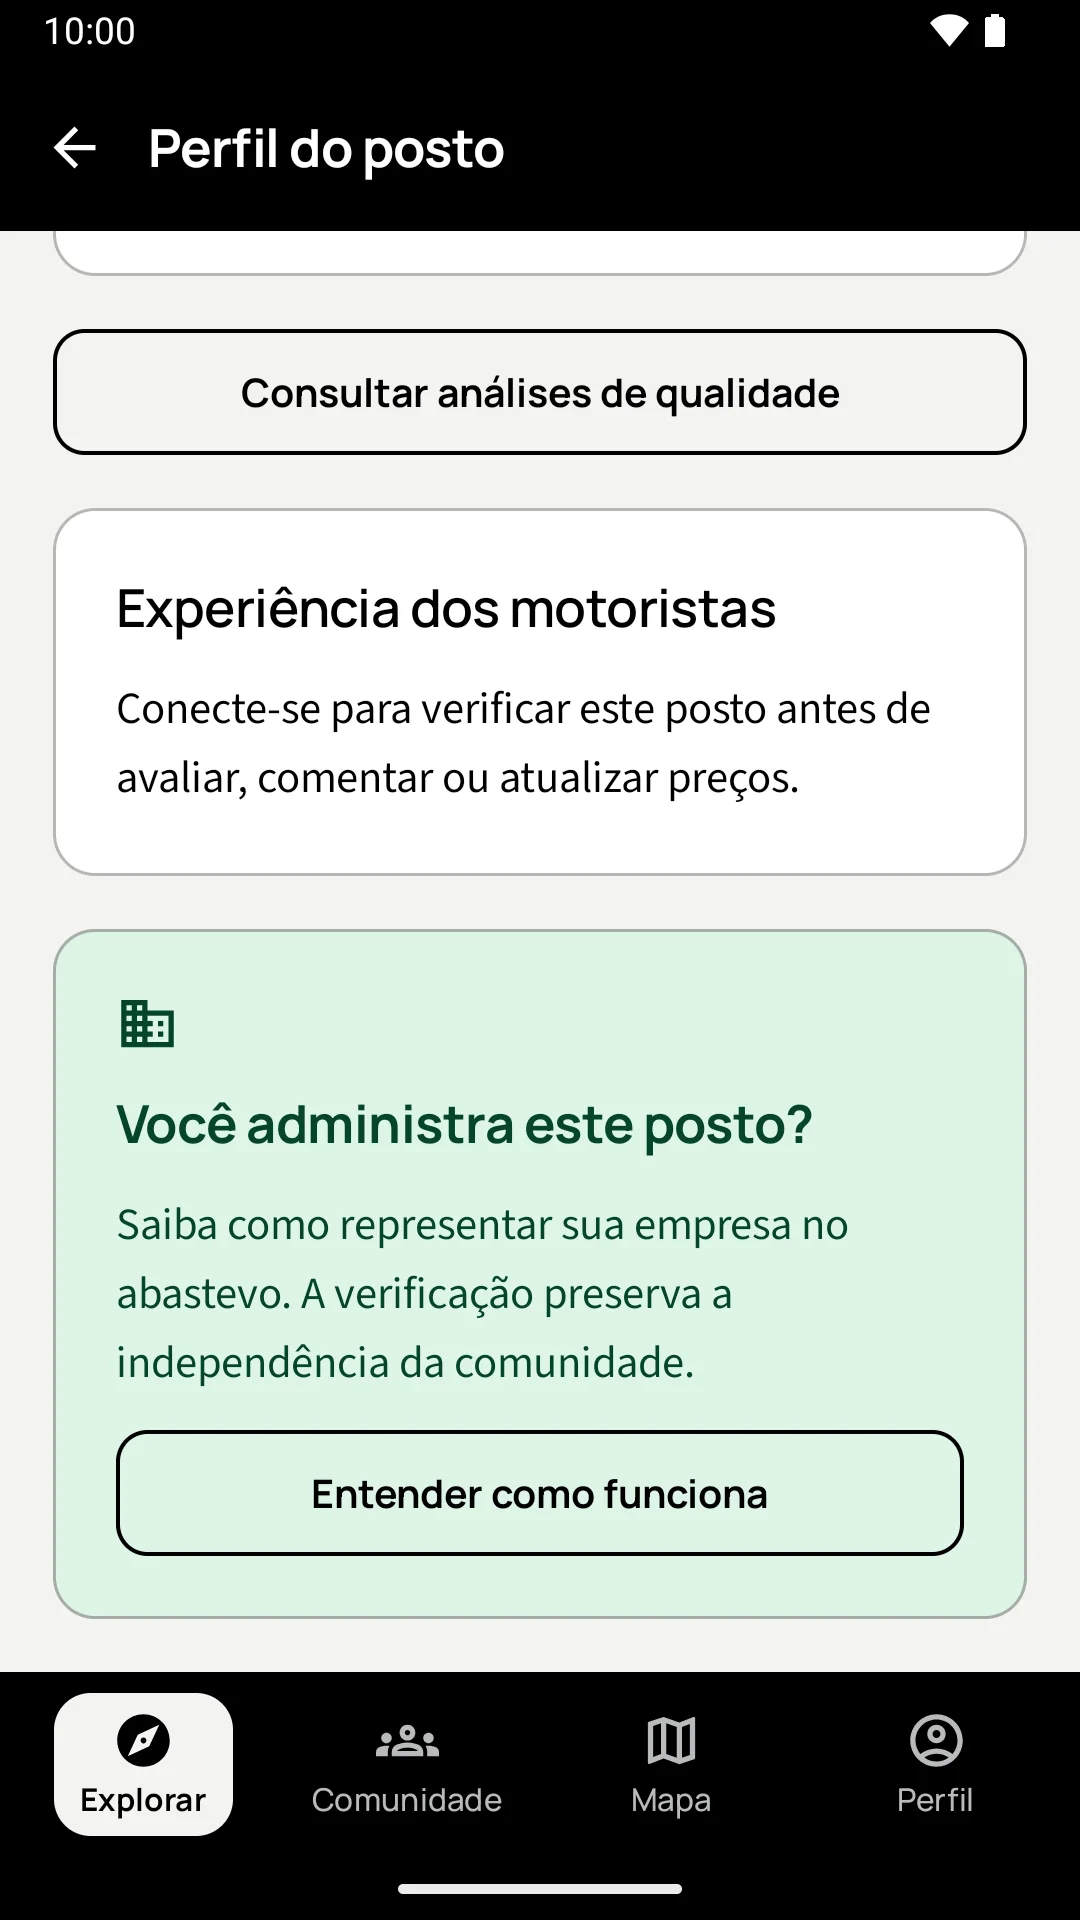 10:00
Perfil do posto
Consultar análises de qualidade
Experiência dos motoristas
Conecte-se para verificar este posto antes de
avaliar, comentar ou atualizar preços.
Você administra este posto?
Saiba como representar sua empresa no
abastevo. A verificação preserva a
independência da comunidade.
Entender como funciona
Explorar
Comunidade
Mapa
Perfil